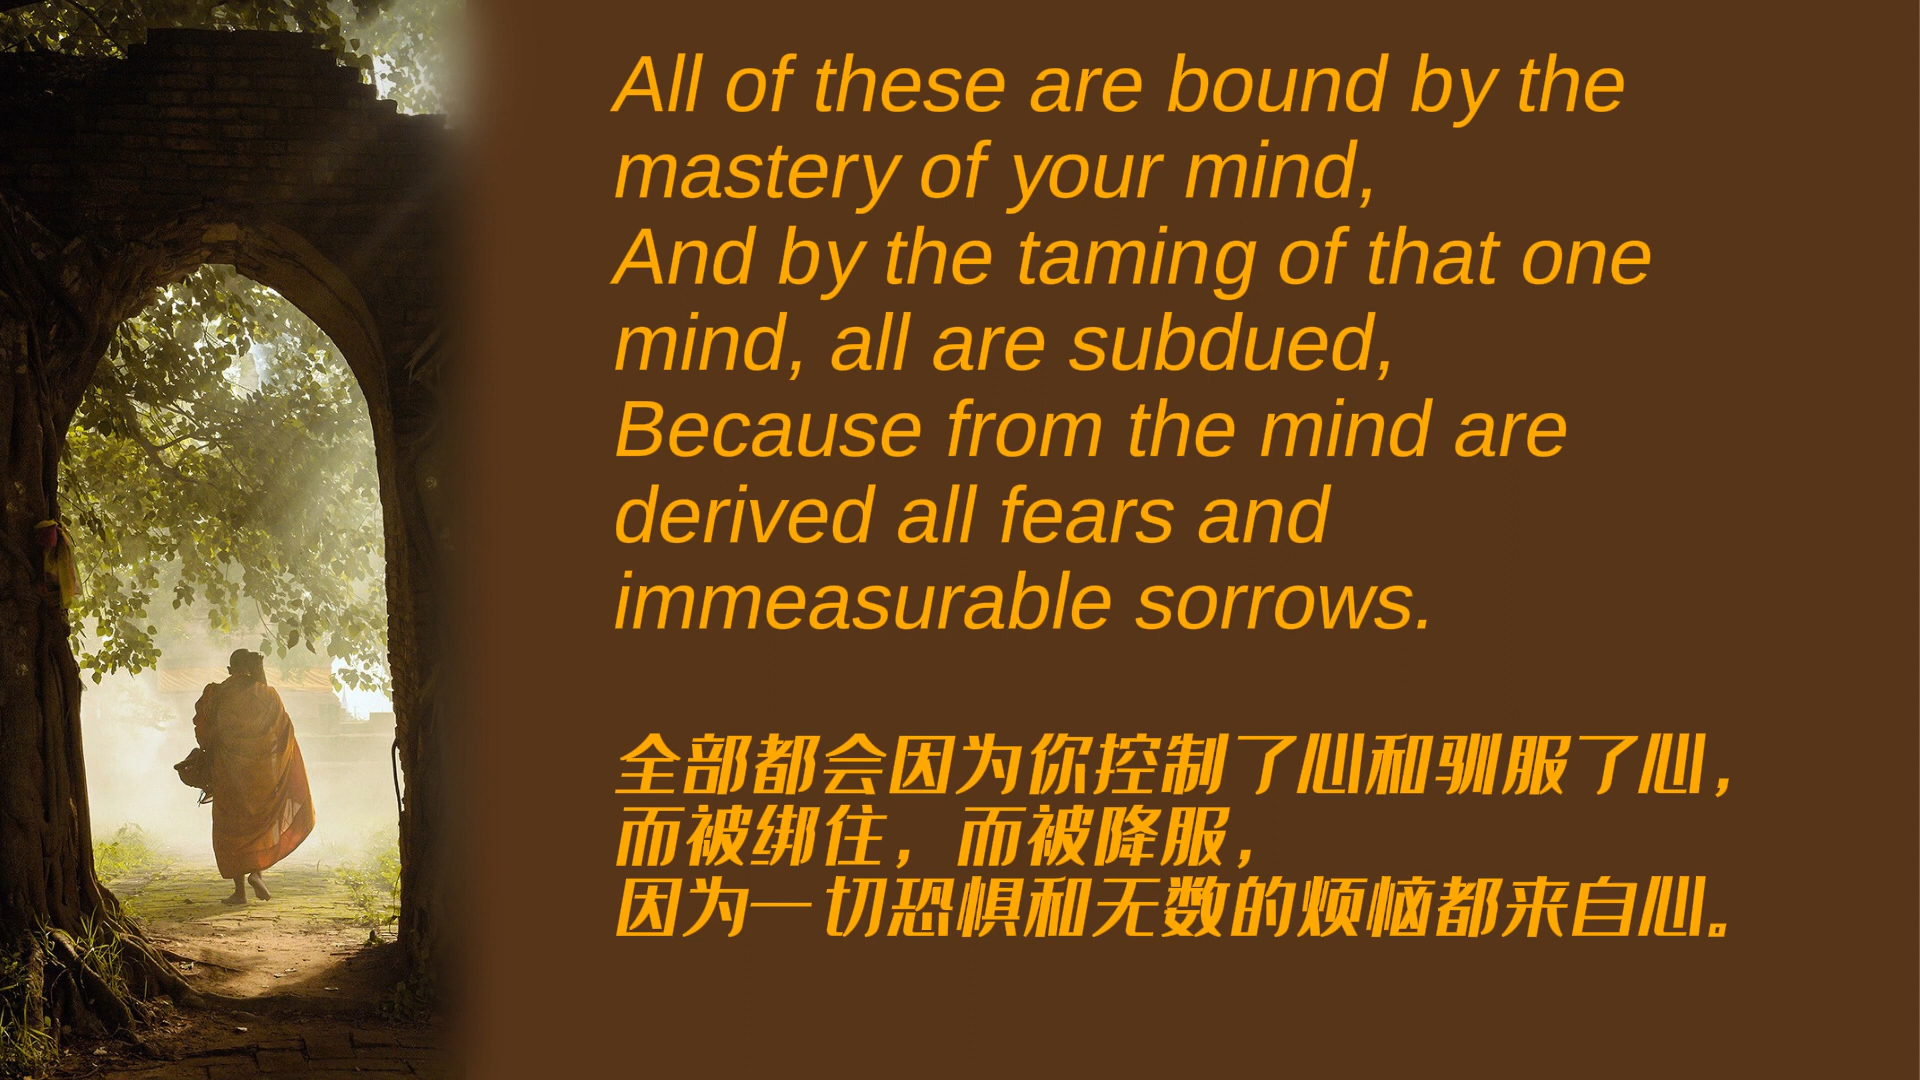 All of these are bound by the
mastery of your mind,
And by the taming of that one
mind, all are subdued,
Because from the mind are
derived all fears and
immeasurable sorrows.
全部都会因为你控制了心和驯服了心，
而被绑住，而被降服，
因为一切恐惧和无数的烦恼都来自心。